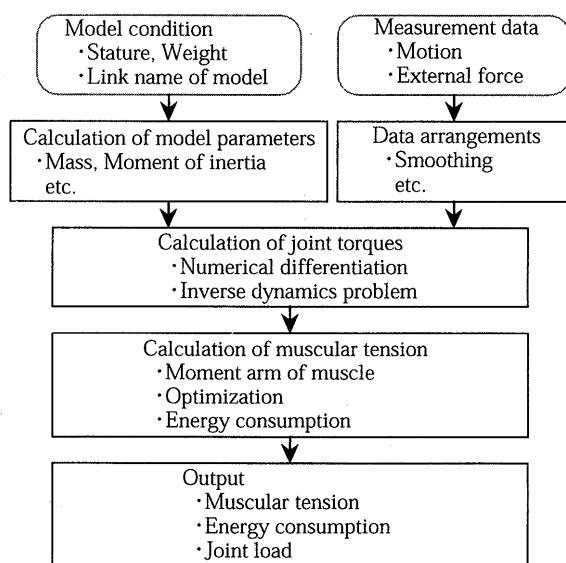 Model condition
・Stature, Weight
・Link name of model
Measurement data
・Motion
・External force
Calculation of model parameters
・Mass, Moment of inertia
etc.
Data arrangements
・Smoothing
etc.
Calculation of joint torques
・Numerical differentiation
・Inverse dynamics problem
Calculation of muscular tension
・Moment arm of muscle
・Optimization
・Energy consumption
Output
・Muscular tension
・Energy consumption
・Joint load